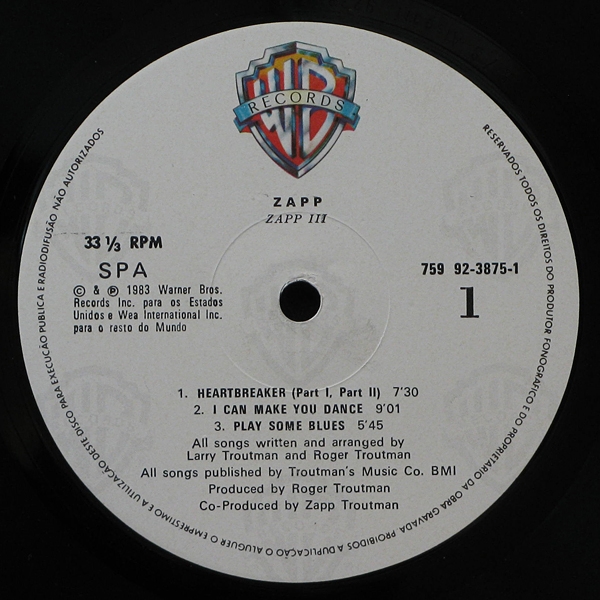 WB
RECORDS
ZAPP
ZAPP III
33 1/3 RPM
SPA
© & ℗ 1983 Warner Bros.
Records Inc. para os Estados
Unidos e Wea International Inc.
para o rasto do Mundo
759 92-3875-1
1
1. HEARTBREAKER (Part I, Part II) 7'30
2. I CAN MAKE YOU DANCE 9'01
3. PLAY SOME BLUES 5'45
All songs written and arranged by
Larry Troutman and Roger Troutman
All songs published by Troutman's Music Co. BMI
Produced by Roger Troutman
Co-Produced by Zapp Troutman
RESERVADOS TODOS OS DIREITOS DO PRODUTOR FONOGRÁFICO E DO PROPRIETÁRIO DA OBRA GRAVADA PROIBIDOS A DUPLICAÇÃO O ALUGUER O EMPRESTIMO E A UTILIZAÇÃO DESTE DISCO PARA EXECUÇÃO PUBLICA E RADIODIFUSÃO NÃO AUTORIZADOS